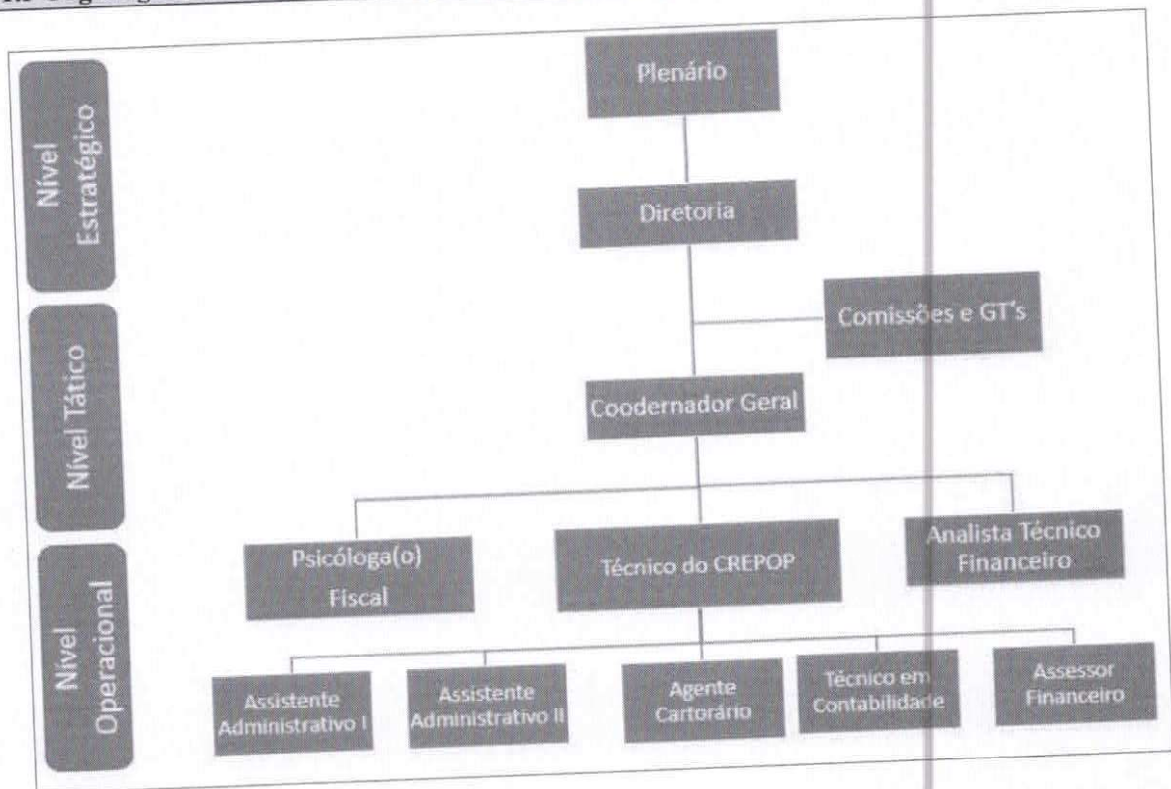 Nível
Estratégico
Plenário
Diretoria
Nível Tático
Comissões e GT's
Coodernador Geral
Nível
Operacional
Psicóloga(o)
Fiscal
Técnico do CREPOP
Analista Técnico
Financeiro
Assistente
Administrativo I
Assistente
Administrativo II
Agente
Cartorário
Técnico em
Contabilidade
Assessor
Financeiro